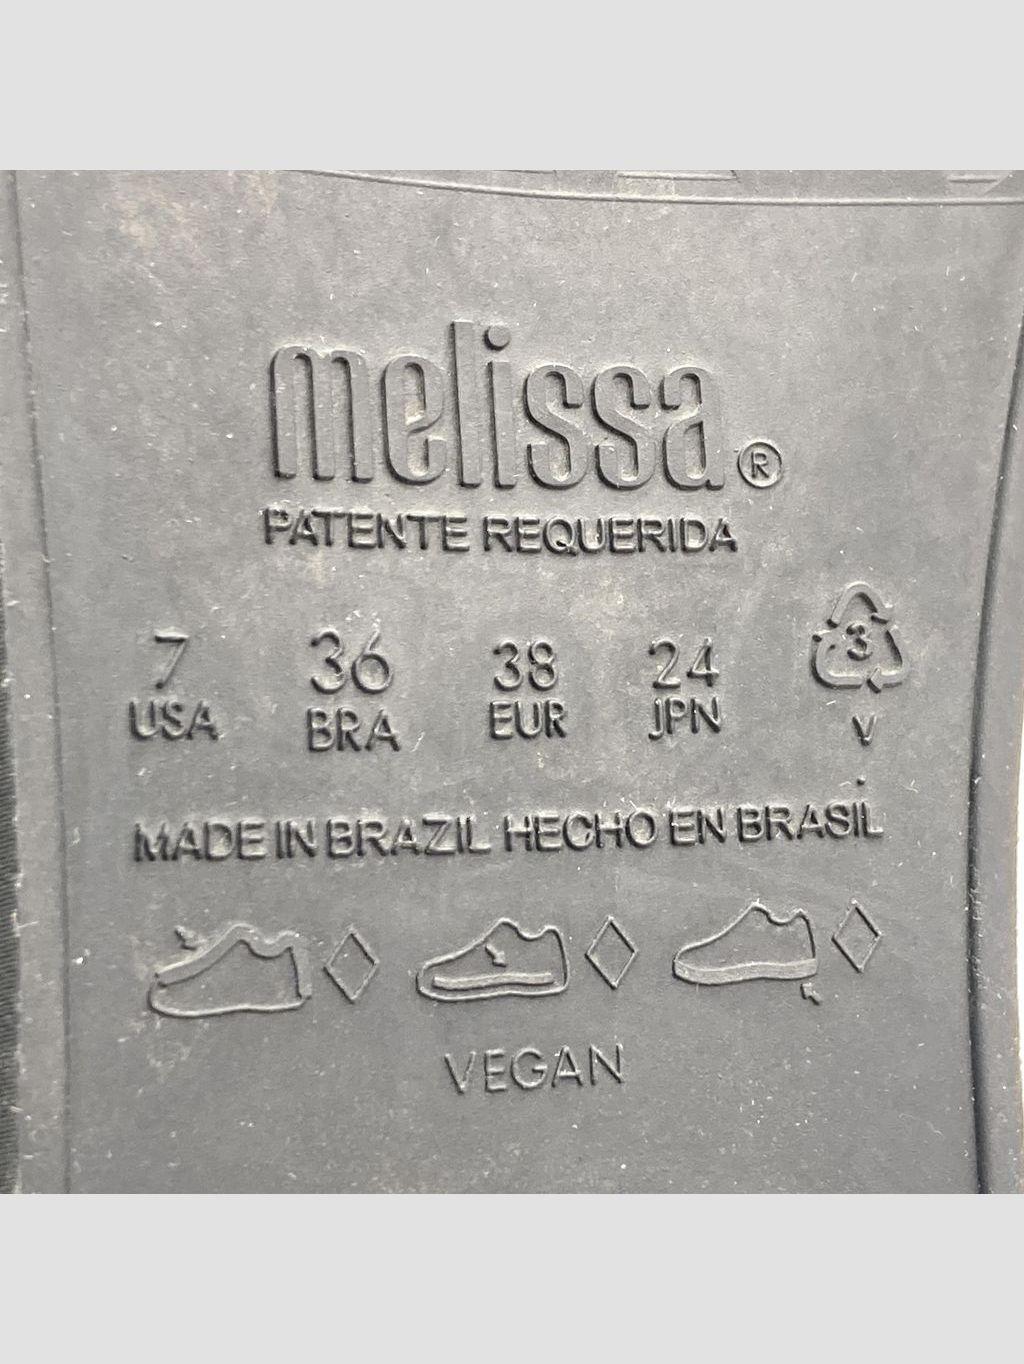 melissa®
PATENTE REQUERIDA
7 36 38 24 3
USA BRA EUR JPN V
MADE IN BRAZIL HECHO EN BRASIL
VEGAN